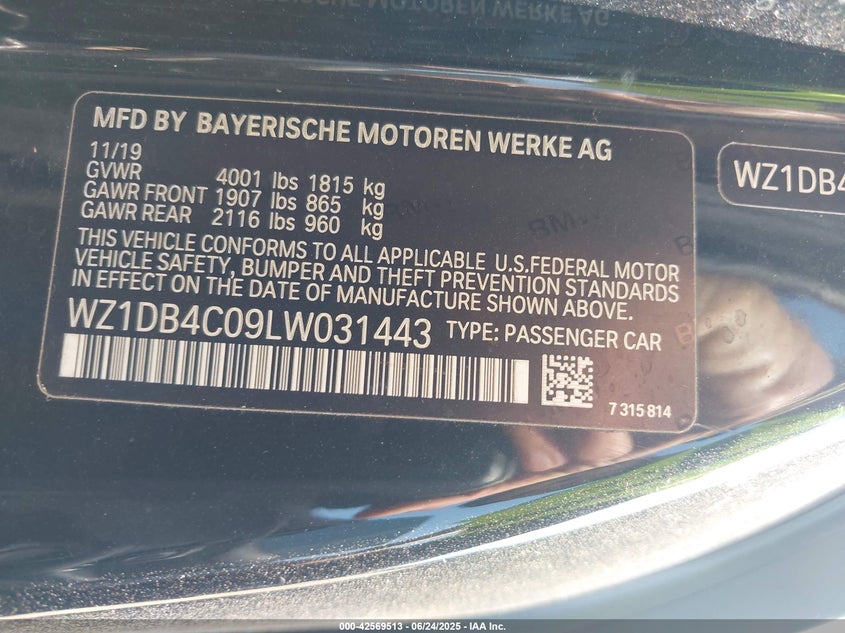 MFD BY BAYERISCHE MOTOREN WERKE AG
11/19
GVWR 4001 lbs 1815 kg
GAWR FRONT 1907 lbs 865 kg
GAWR REAR 2116 lbs 960 kg
THIS VEHICLE CONFORMS TO ALL APPLICABLE U.S.FEDERAL MOTOR
VEHICLE SAFETY, BUMPER AND THEFT PREVENTION STANDARDS
IN EFFECT ON THE DATE OF MANUFACTURE SHOWN ABOVE.
WZ1DB4C09LW031443 TYPE: PASSENGER CAR
7 315 814
WZ1DB4
BMW
000-42569513 - 06/24/2025 - IAA Inc.